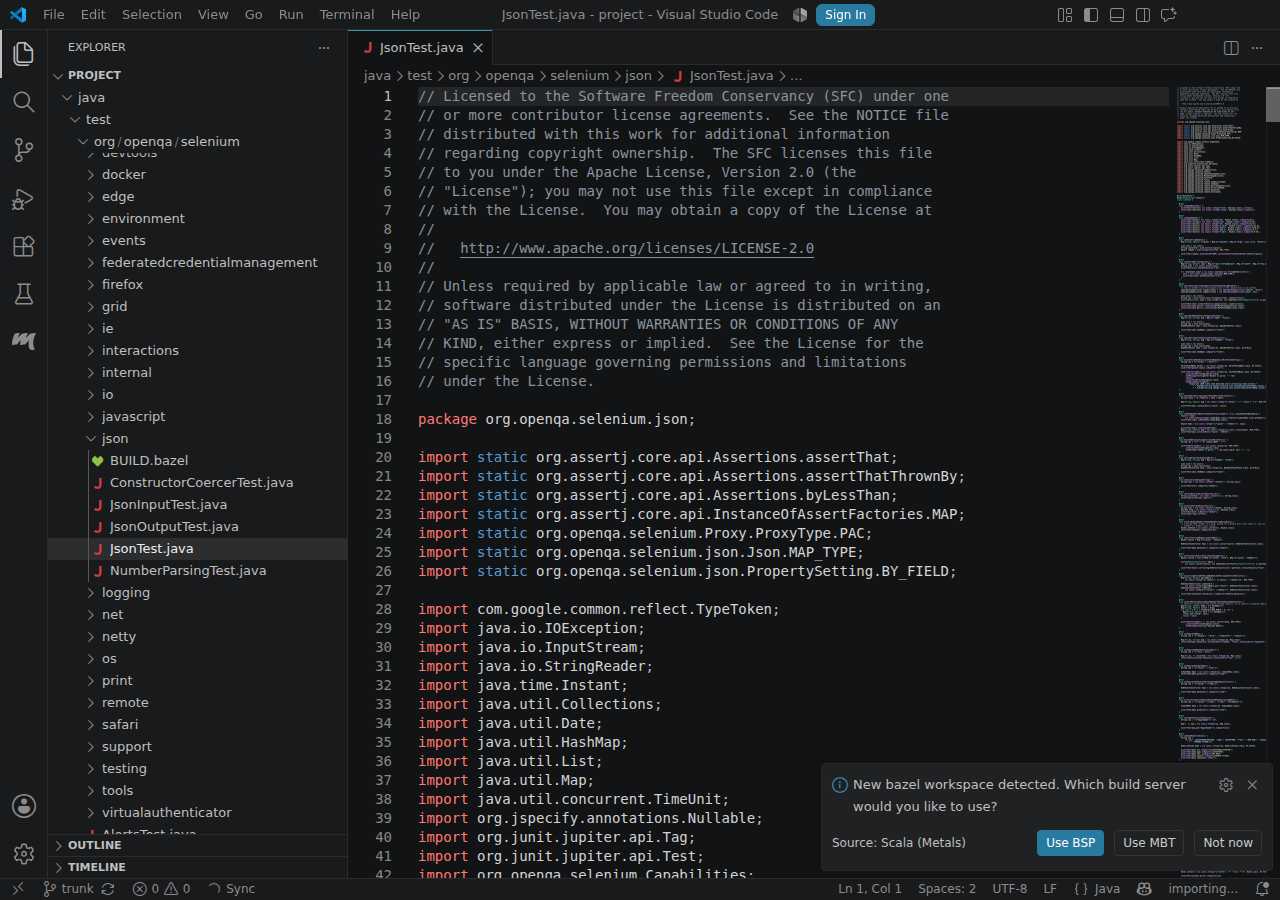 File Edit Selection View Go Run Terminal Help JsonTest.java - project - Visual Studio Code Sign In
EXPLORER
PROJECT
java
test
org/openqa/selenium
devtools
docker
edge
environment
events
federatedcredentialmanagement
firefox
grid
ie
interactions
internal
io
javascript
json
BUILD.bazel
ConstructorCoercerTest.java
JsonInputTest.java
JsonOutputTest.java
JsonTest.java
NumberParsingTest.java
logging
net
netty
os
print
remote
safari
support
testing
tools
virtualauthenticator
AlertsTest.java
OUTLINE
TIMELINE
JsonTest.java
java > test > org > openqa > selenium > json > JsonTest.java > ...
1 // Licensed to the Software Freedom Conservancy (SFC) under one
2 // or more contributor license agreements.  See the NOTICE file
3 // distributed with this work for additional information
4 // regarding copyright ownership.  The SFC licenses this file
5 // to you under the Apache License, Version 2.0 (the
6 // "License"); you may not use this file except in compliance
7 // with the License.  You may obtain a copy of the License at
8 //
9 //   http://www.apache.org/licenses/LICENSE-2.0
10 //
11 // Unless required by applicable law or agreed to in writing,
12 // software distributed under the License is distributed on an
13 // "AS IS" BASIS, WITHOUT WARRANTIES OR CONDITIONS OF ANY
14 // KIND, either express or implied.  See the License for the
15 // specific language governing permissions and limitations
16 // under the License.
17
18 package org.openqa.selenium.json;
19
20 import static org.assertj.core.api.Assertions.assertThat;
21 import static org.assertj.core.api.Assertions.assertThatThrownBy;
22 import static org.assertj.core.api.Assertions.byLessThan;
23 import static org.assertj.core.api.InstanceOfAssertFactories.MAP;
24 import static org.openqa.selenium.Proxy.ProxyType.PAC;
25 import static org.openqa.selenium.json.Json.MAP_TYPE;
26 import static org.openqa.selenium.json.PropertySetting.BY_FIELD;
27
28 import com.google.common.reflect.TypeToken;
29 import java.io.IOException;
30 import java.io.InputStream;
31 import java.io.StringReader;
32 import java.time.Instant;
33 import java.util.Collections;
34 import java.util.Date;
35 import java.util.HashMap;
36 import java.util.List;
37 import java.util.Map;
38 import java.util.concurrent.TimeUnit;
39 import org.jspecify.annotations.Nullable;
40 import org.junit.jupiter.api.Tag;
41 import org.junit.jupiter.api.Test;
42 import org.openqa.selenium.Capabilities;
New bazel workspace detected. Which build server
would you like to use?
Source: Scala (Metals) Use BSP Use MBT Not now
trunk 0 0 Sync Ln 1, Col 1 Spaces: 2 UTF-8 LF { } Java importing...